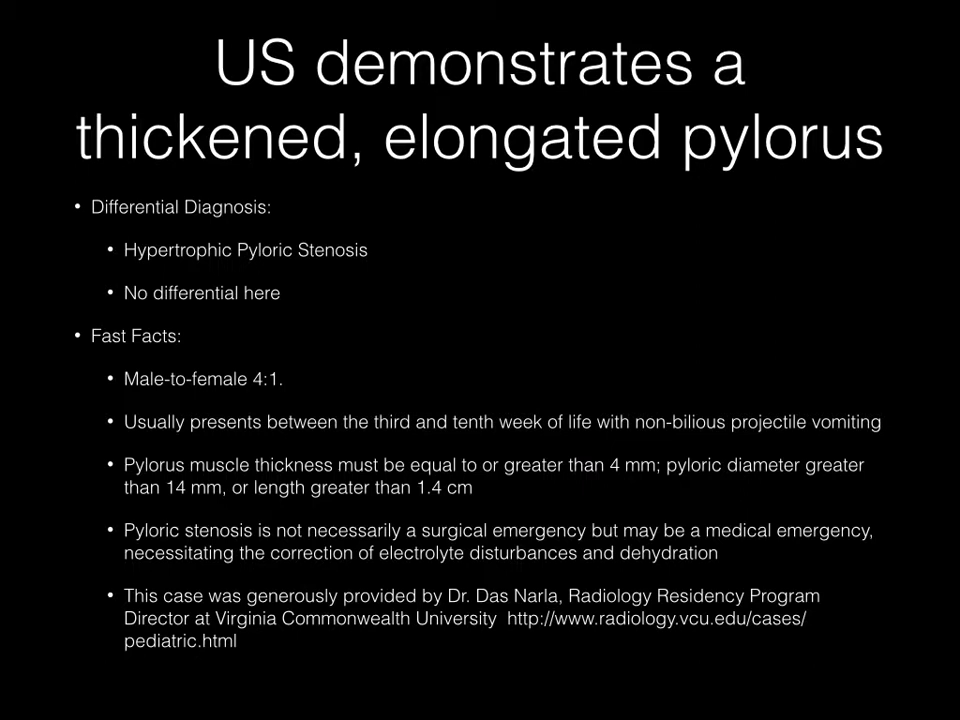 US demonstrates a
thickened, elongated pylorus
• Differential Diagnosis:
• Hypertrophic Pyloric Stenosis
• No differential here
• Fast Facts:
• Male-to-female 4:1.
• Usually presents between the third and tenth week of life with non-bilious projectile vomiting
• Pylorus muscle thickness must be equal to or greater than 4 mm; pyloric diameter greater
than 14 mm, or length greater than 1.4 cm
• Pyloric stenosis is not necessarily a surgical emergency but may be a medical emergency,
necessitating the correction of electrolyte disturbances and dehydration
• This case was generously provided by Dr. Das Narla, Radiology Residency Program
Director at Virginia Commonwealth University  http://www.radiology.vcu.edu/cases/
pediatric.html